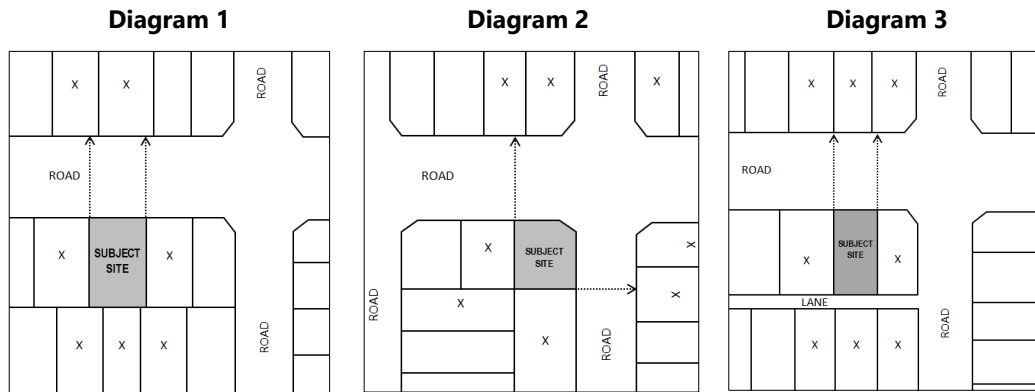 Diagram 1
Diagram 2
Diagram 3
X X
ROAD
ROAD
X
SUBJECT
SITE
X
X X X
ROAD
X X
ROAD
X
ROAD
X
SUBJECT
SITE
X
X
X
X
ROAD
ROAD
X X X
ROAD
ROAD
X
SUBJECT
SITE
X
LANE
X X X
ROAD